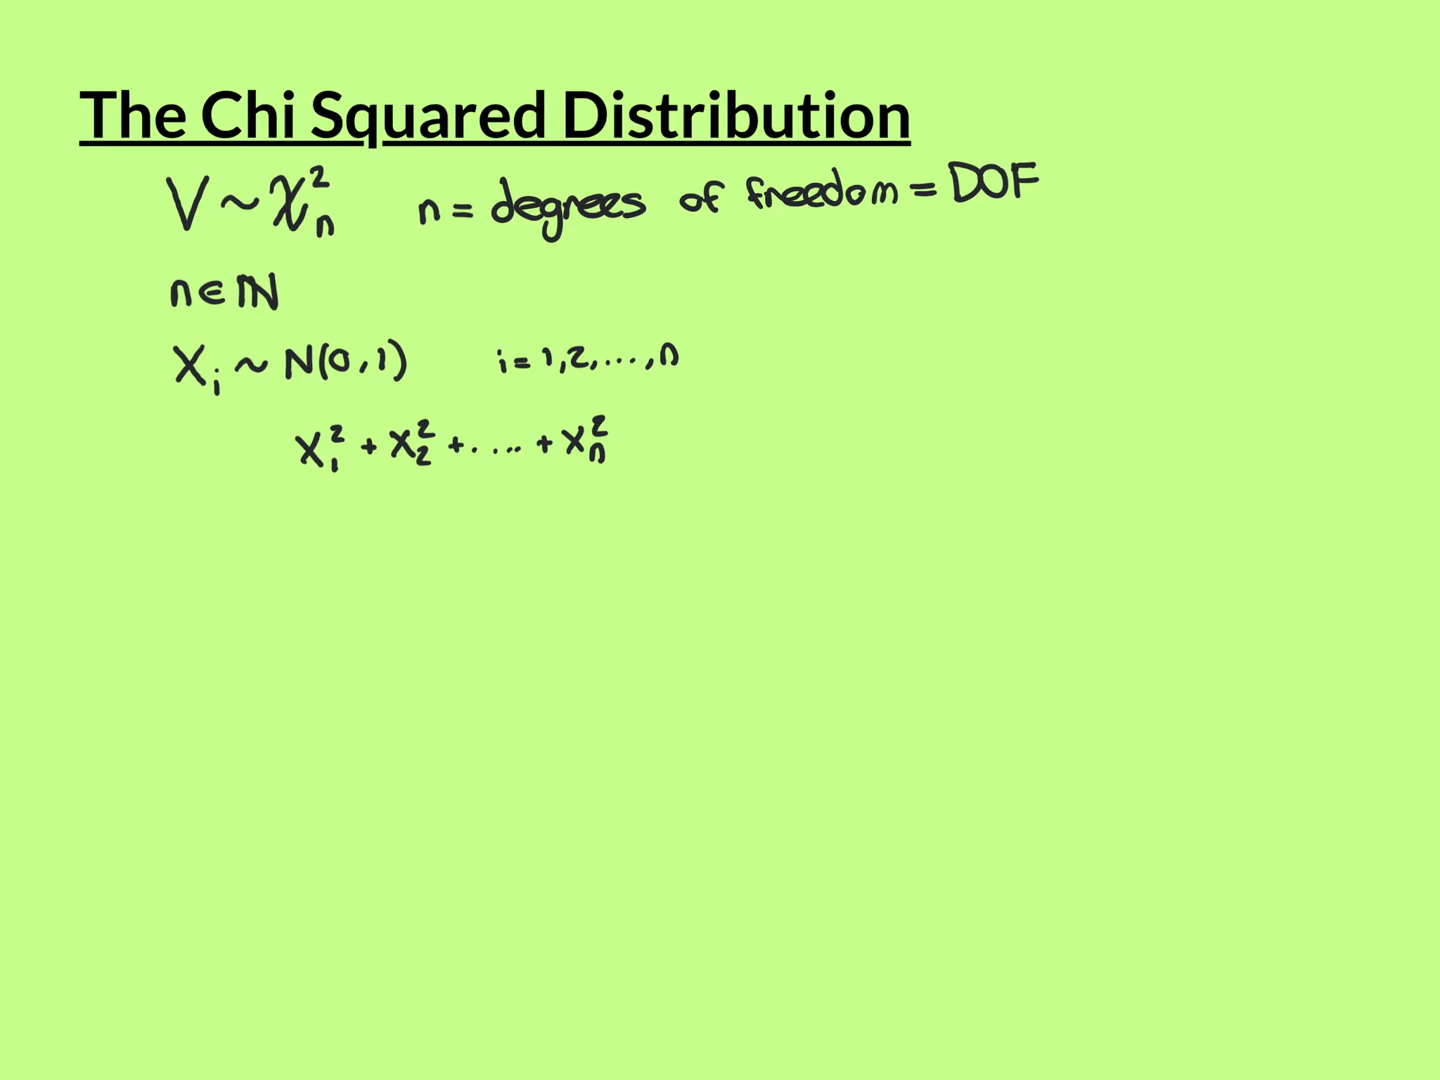 The Chi Squared Distribution
V ~ χ²ₙ n = degrees of freedom = DOF
n ∈ ℕ
Xᵢ ~ N(0,1) i = 1,2,...,n
X₁² + X₂² + .... + Xₙ²